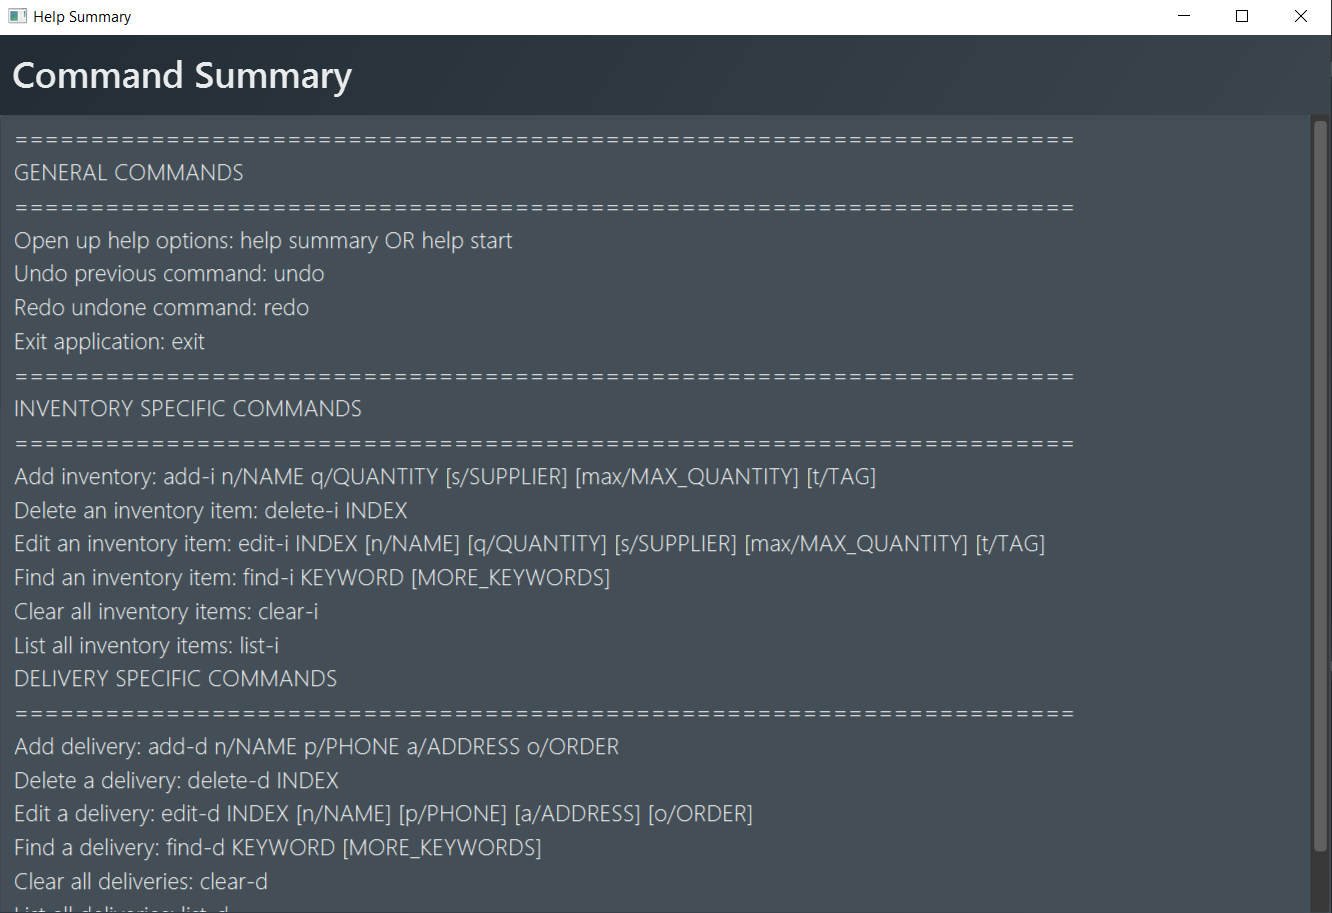 Help Summary
Command Summary
=======================================================================
GENERAL COMMANDS
=======================================================================
Open up help options: help summary OR help start
Undo previous command: undo
Redo undone command: redo
Exit application: exit
=======================================================================
INVENTORY SPECIFIC COMMANDS
=======================================================================
Add inventory: add-i n/NAME q/QUANTITY [s/SUPPLIER] [max/MAX_QUANTITY] [t/TAG]
Delete an inventory item: delete-i INDEX
Edit an inventory item: edit-i INDEX [n/NAME] [q/QUANTITY] [s/SUPPLIER] [max/MAX_QUANTITY] [t/TAG]
Find an inventory item: find-i KEYWORD [MORE_KEYWORDS]
Clear all inventory items: clear-i
List all inventory items: list-i
DELIVERY SPECIFIC COMMANDS
=======================================================================
Add delivery: add-d n/NAME p/PHONE a/ADDRESS o/ORDER
Delete a delivery: delete-d INDEX
Edit a delivery: edit-d INDEX [n/NAME] [p/PHONE] [a/ADDRESS] [o/ORDER]
Find a delivery: find-d KEYWORD [MORE_KEYWORDS]
Clear all deliveries: clear-d
List all deliveries: list-d